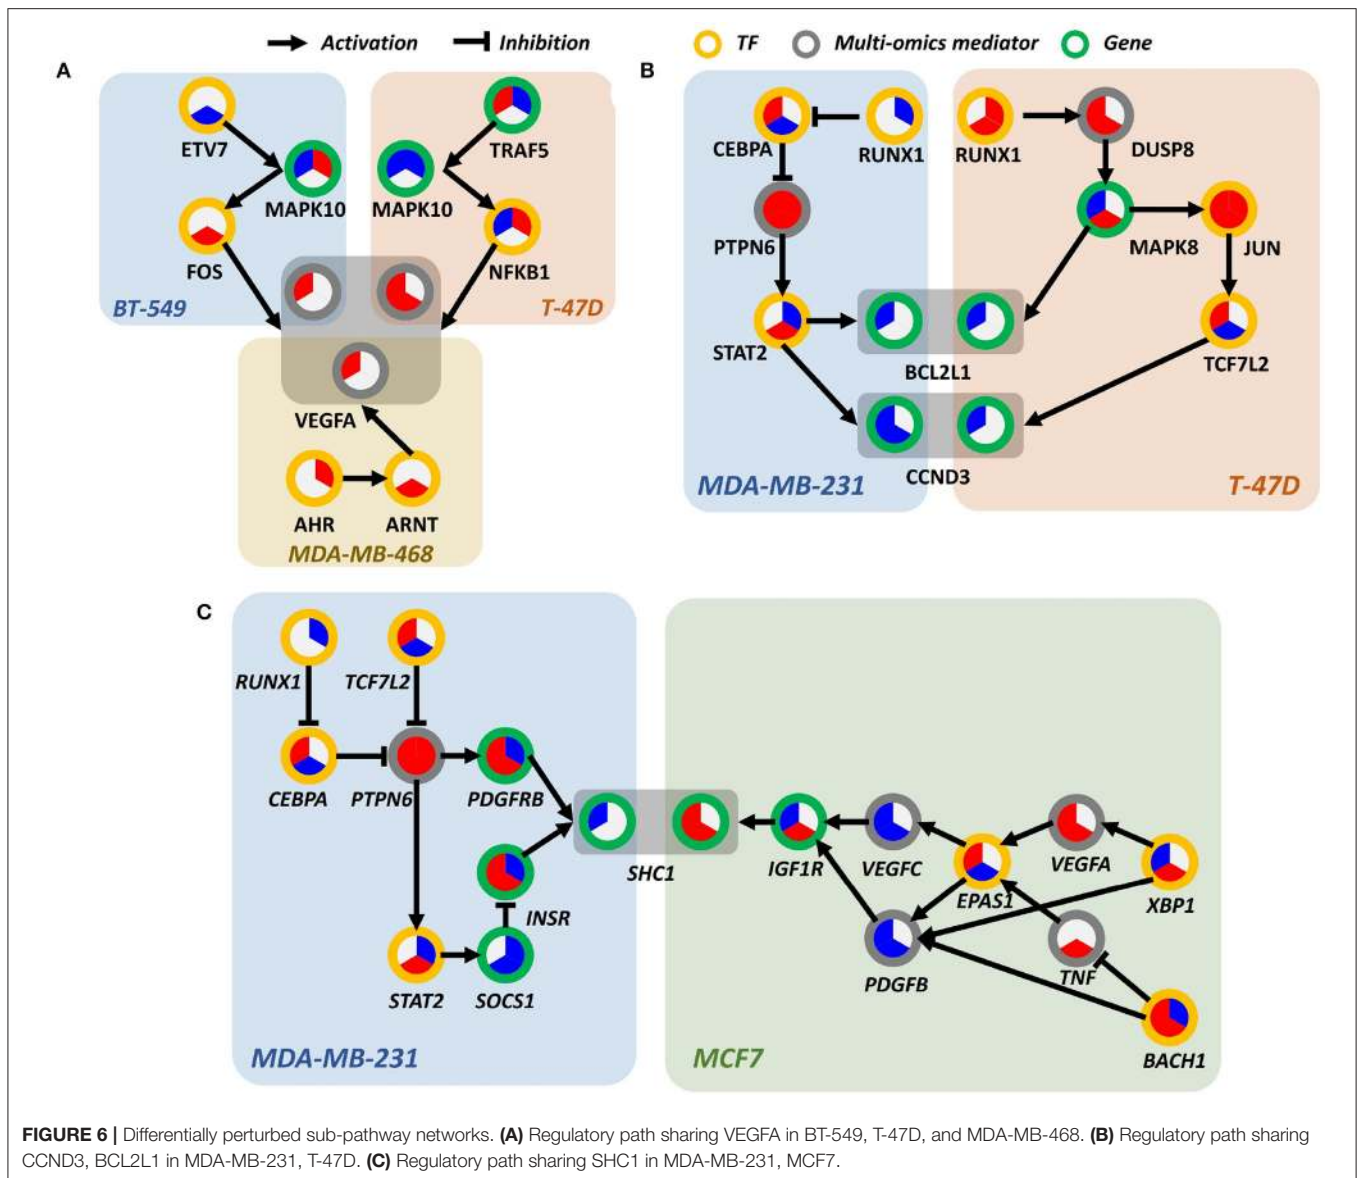 Activation
Inhibition
TF
Multi-omics mediator
Gene
A
ETV7
TRAF5
MAPK10
MAPK10
FOS
NFKB1
BT-549
T-47D
VEGFA
AHR
ARNT
MDA-MB-468
B
CEBPA
RUNX1
RUNX1
DUSP8
PTPN6
MAPK8
JUN
STAT2
BCL2L1
TCF7L2
CCND3
MDA-MB-231
T-47D
C
RUNX1
TCF7L2
CEBPA
PTPN6
PDGFRB
SHC1
IGF1R
VEGFC
EPAS1
VEGFA
XBP1
INSR
STAT2
SOCS1
PDGFB
TNF
BACH1
MDA-MB-231
MCF7
FIGURE 6 | Differentially perturbed sub-pathway networks. (A) Regulatory path sharing VEGFA in BT-549, T-47D, and MDA-MB-468. (B) Regulatory path sharing
CCND3, BCL2L1 in MDA-MB-231, T-47D. (C) Regulatory path sharing SHC1 in MDA-MB-231, MCF7.